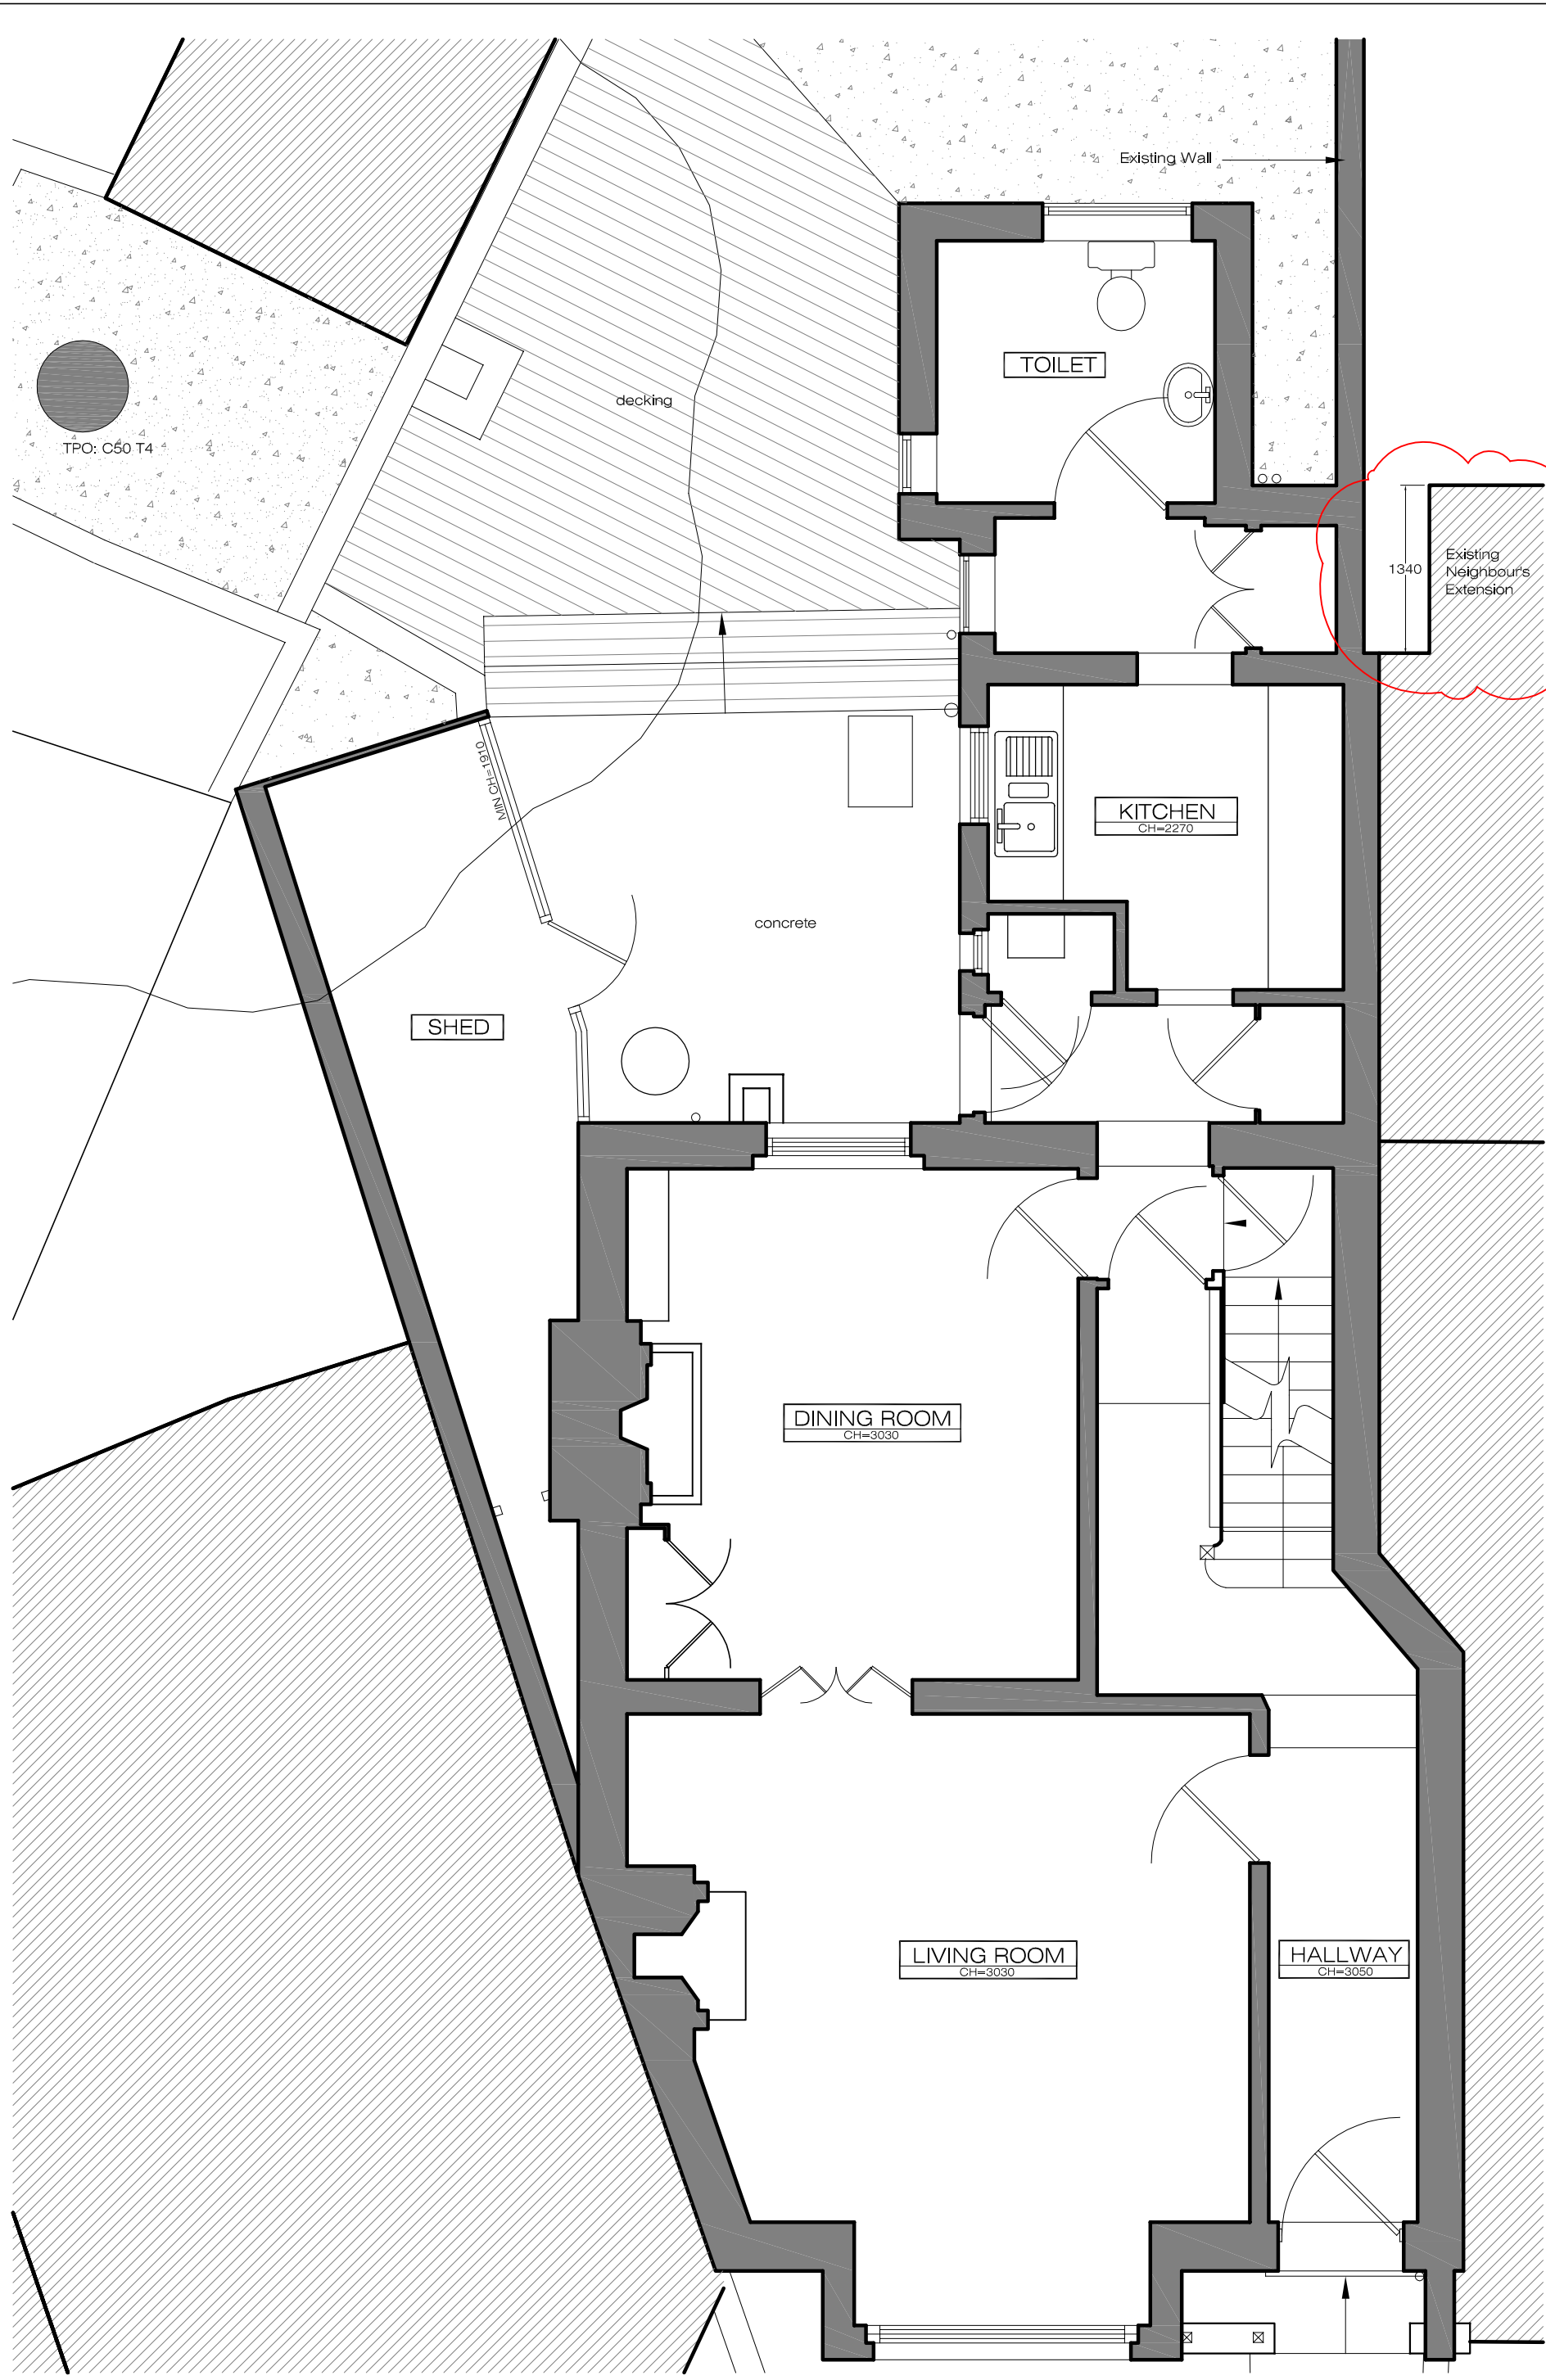 Existing Wall
TOILET
decking
TPO: C50 T4
1340
Existing
Neighbour's
Extension
MIN CH=1910
KITCHEN
CH=2270
concrete
SHED
DINING ROOM
CH=3030
LIVING ROOM
CH=3030
HALLWAY
CH=3050